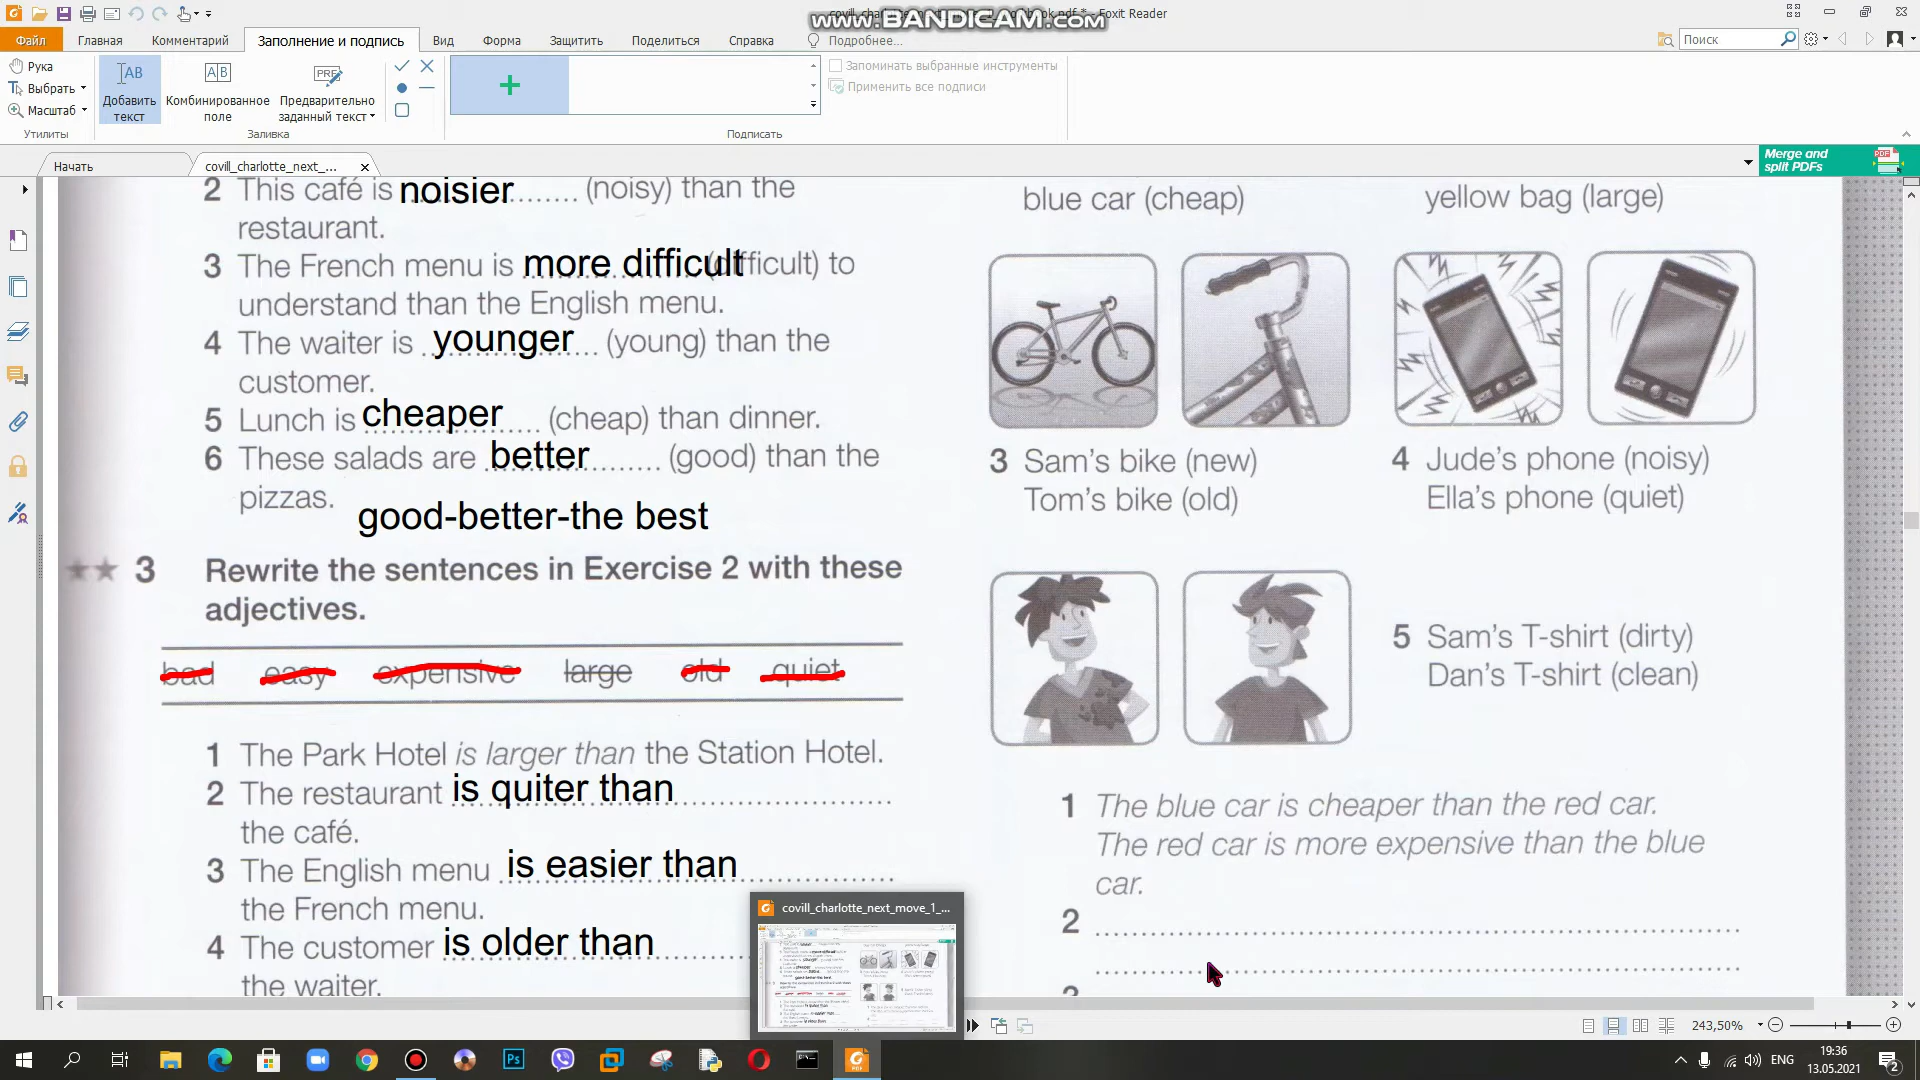 covill_charlotte_next_move_1_workbook.pdf * - Foxit Reader
www.BANDICAM.com
Файл
Главная
Комментарий
Заполнение и подпись
Вид
Форма
Защитить
Поделиться
Справка
Подробнее...
Поиск
Рука
Выбрать
Масштаб
Утилиты
Добавить текст
Комбинированное поле
Предварительно заданный текст
Заливка
Запоминать выбранные инструменты
Применить все подписи
Подписать
Начать
covill_charlotte_next_...
Merge and split PDFs
2 This café is noisier (noisy) than the
restaurant.
3 The French menu is more difficult (difficult) to
understand than the English menu.
4 The waiter is younger (young) than the
customer.
5 Lunch is cheaper (cheap) than dinner.
6 These salads are better (good) than the
pizzas.
good-better-the best
3 Rewrite the sentences in Exercise 2 with these
adjectives.
bad easy expensive large old quiet
1 The Park Hotel is larger than the Station Hotel.
2 The restaurant is quiter than
the café.
3 The English menu is easier than
the French menu.
4 The customer is older than
the waiter.
blue car (cheap)
yellow bag (large)
3 Sam's bike (new)
Tom's bike (old)
4 Jude's phone (noisy)
Ella's phone (quiet)
5 Sam's T-shirt (dirty)
Dan's T-shirt (clean)
1 The blue car is cheaper than the red car.
The red car is more expensive than the blue
car.
2
covill_charlotte_next_move_1_...
243,50%
ENG
19:36
13.05.2021
2